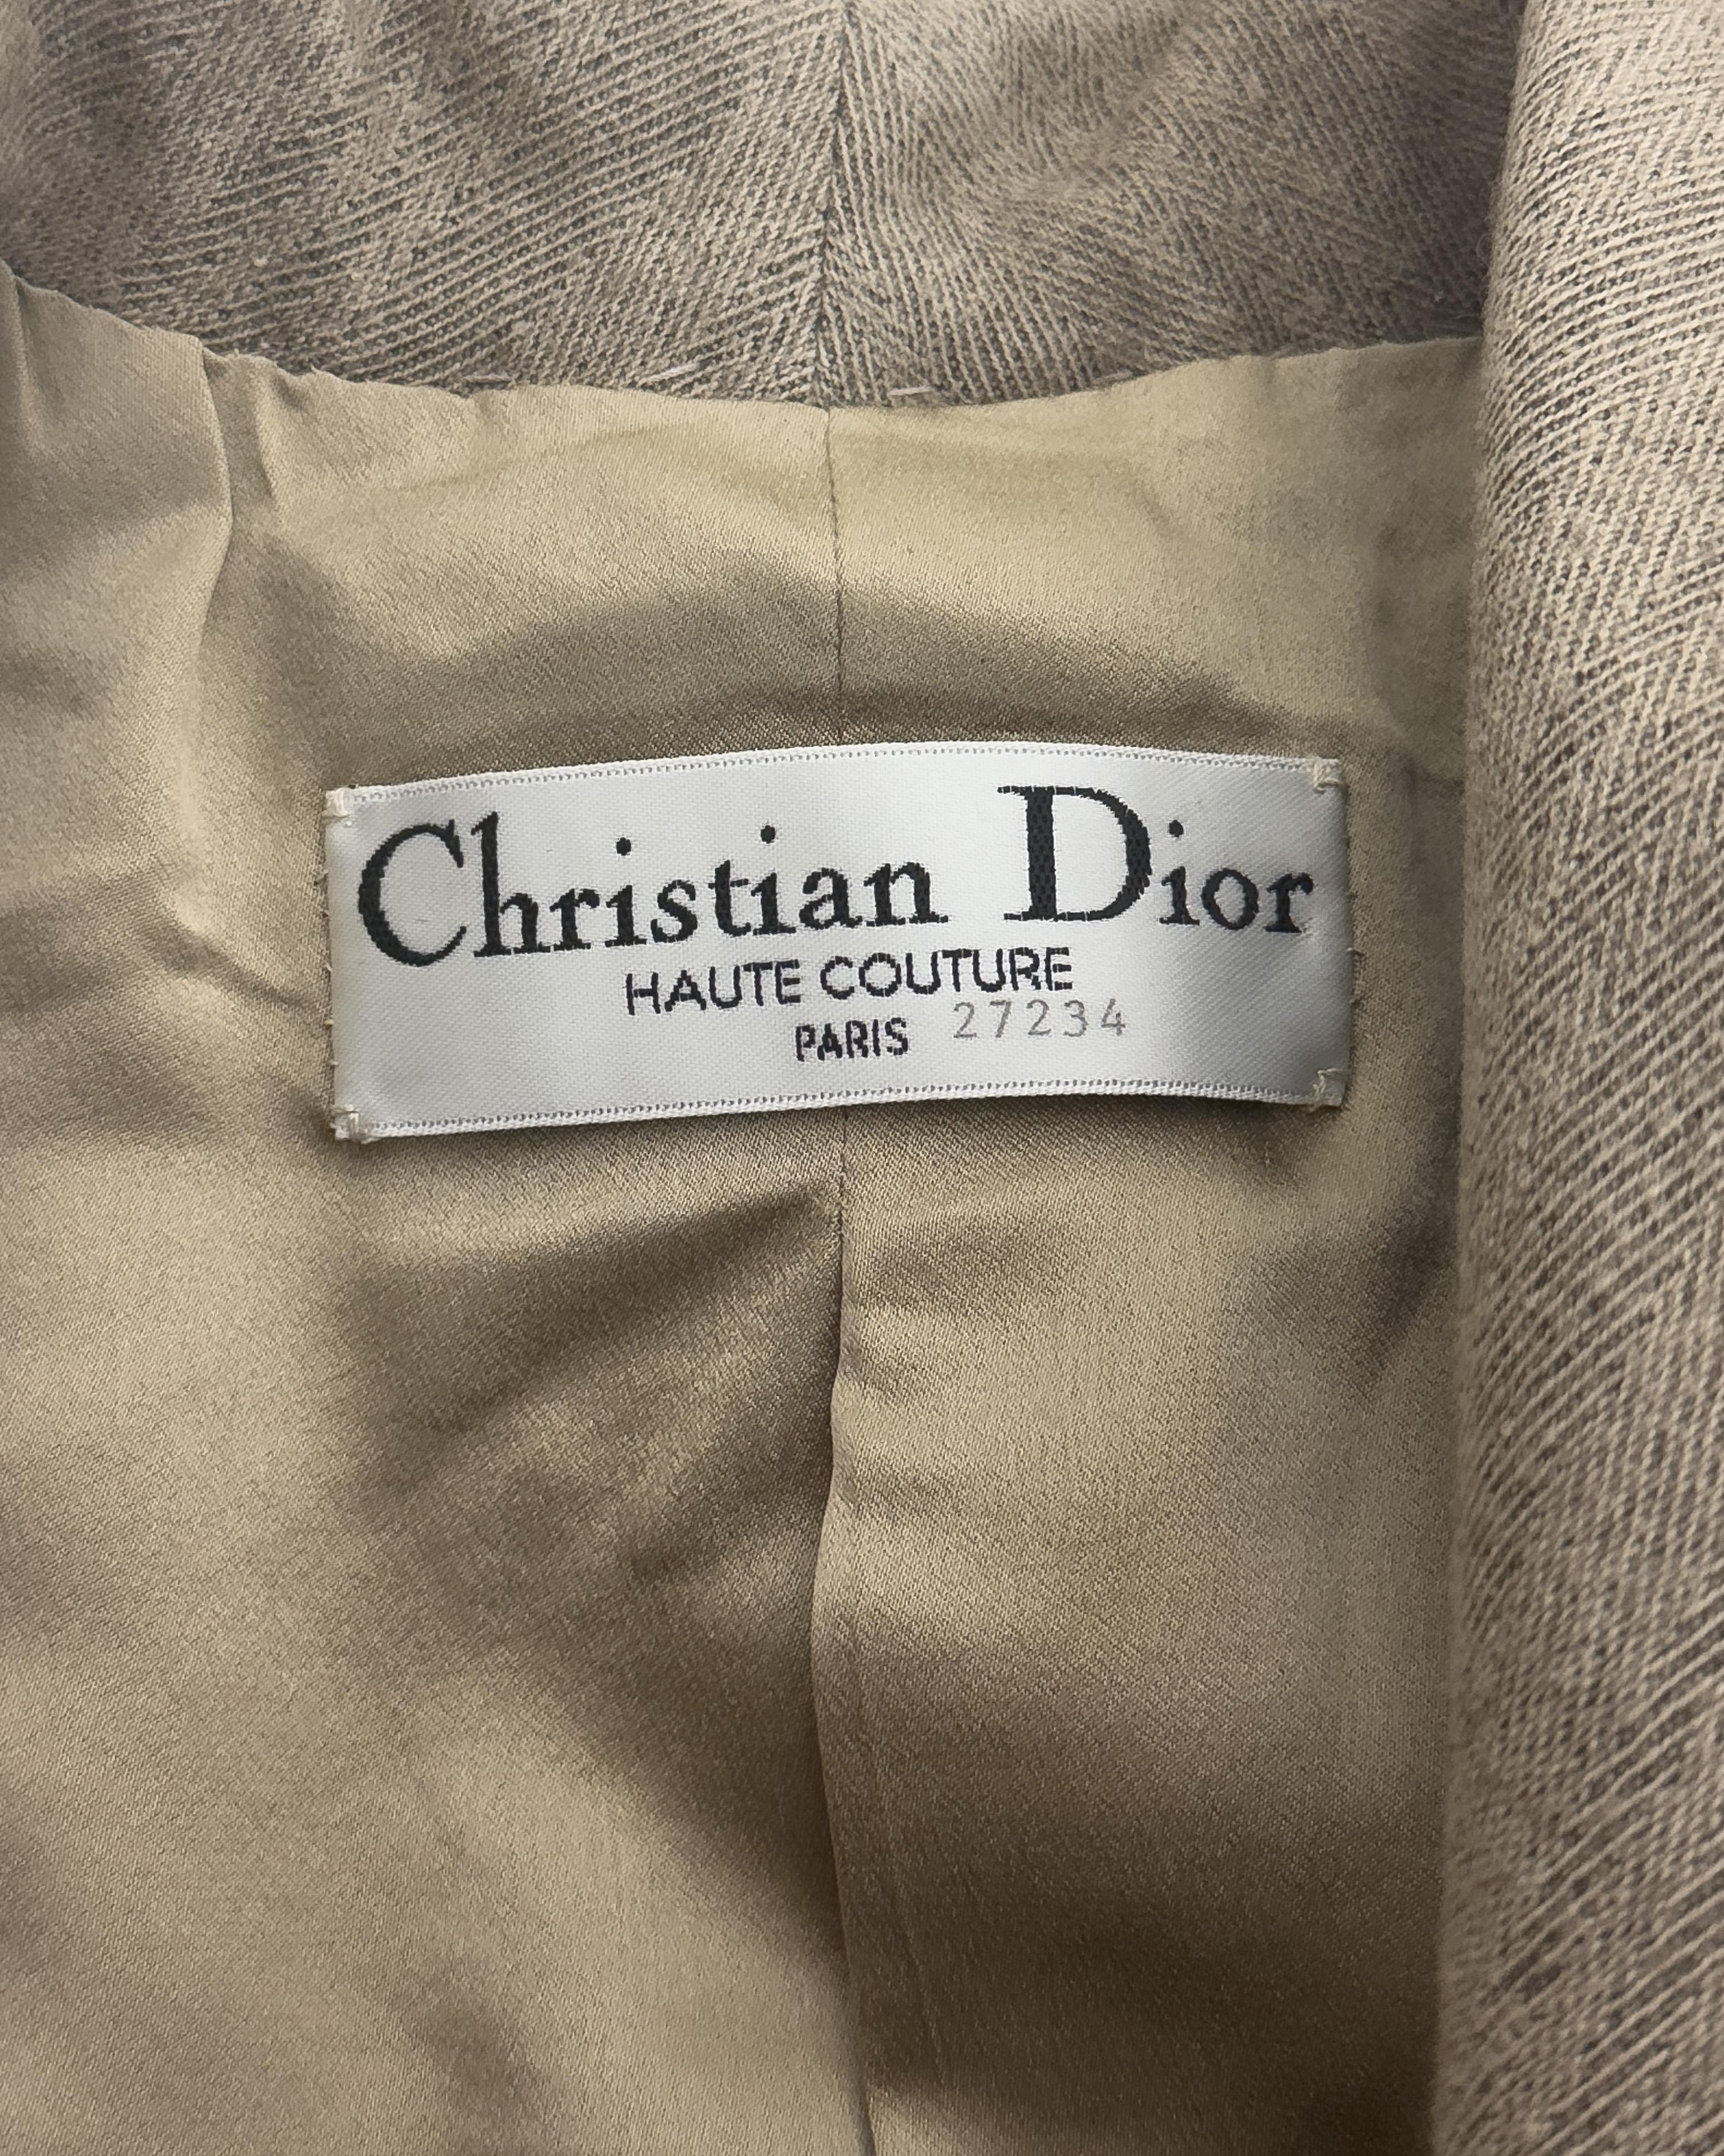 Christian Dior
HAUTE COUTURE
PARIS 27234